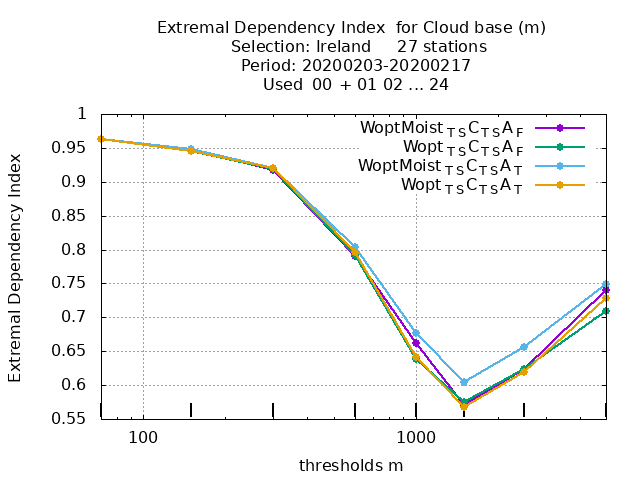 Extremal Dependency Index  for Cloud base (m)
Selection: Ireland     27 stations
Period: 20200203-20200217
Used  00 + 01 02 ... 24
WoptMoist TS C TS A F
Wopt TS C TS A F
WoptMoist TS C TS A T
Wopt TS C TS A T
1
0.95
0.9
0.85
0.8
0.75
0.7
0.65
0.6
0.55
Extremal Dependency Index
100 1000
thresholds m